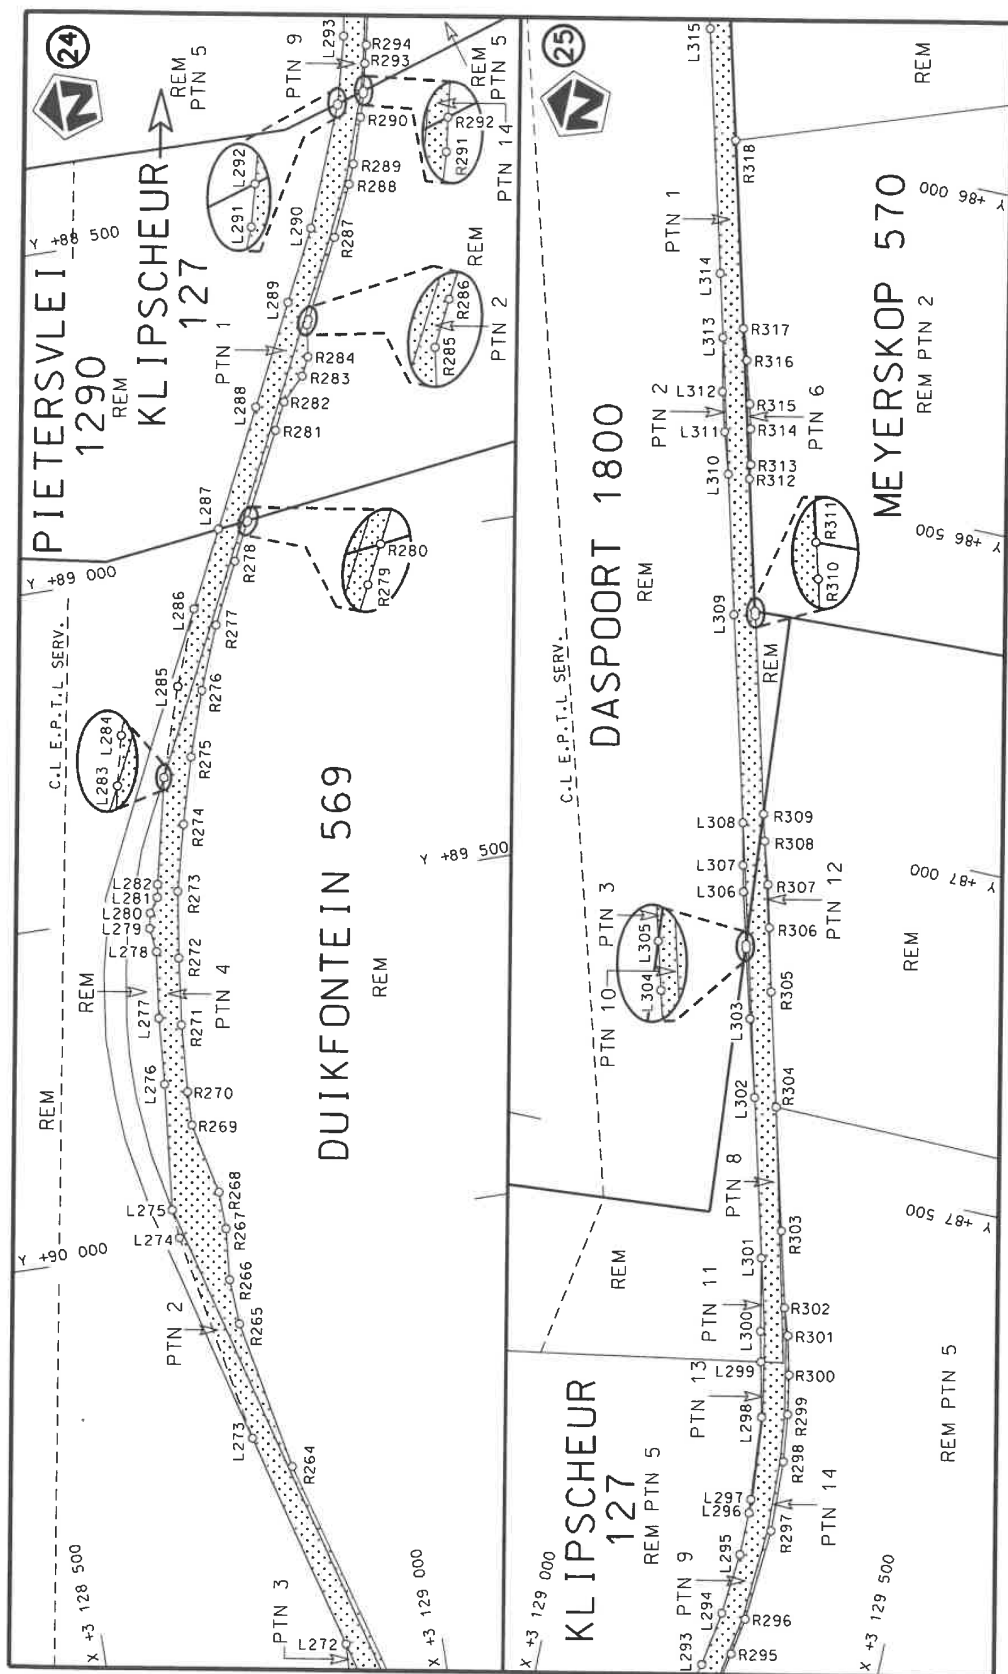 24
N
PIETERSVLEI
1290
REM
KLIPSCHEUR
127
REM
PTN 5
PTN 9
Y +88 500
PTN 1
L293
R294
R293
REM
PTN 5
PTN 14
R292
R291
R290
R289
R288
L292
L291
L290
R287
REM
L289
R286
R285
PTN 2
R284
R283
L288
R282
R281
L287
R280
R279
R278
Y +89 000
C.L E.P.T.L SERV.
L286
R277
L285
R276
L284
L283
R275
R274
Y +89 500
DUIKFONTEIN 569
REM
L282
L281
L280
L279
L278
R273
R272
REM
L277
PTN 4
R271
L276
R270
R269
REM
L275
R268
L274
R267
R266
R265
Y +90 000
PTN 2
L273
R264
X +3 128 500
PTN 3
L272
X +3 129 000
25
N
L315
REM
R318
Y +86 000
PTN 1
L314
L313
R317
R316
L312
PTN 2
L311
R315
R314
PTN 6
L310
R313
R312
MEYERSKOP 570
REM PTN 2
DASPOORT 1800
REM
R311
R310
Y +86 500
L309
REM
C.L E.P.T.L SERV.
L308
R309
R308
L307
L306
R307
PTN 12
R306
Y +87 000
REM
PTN 3
PTN 10
L305
L304
L303
R305
L302
R304
PTN 8
R303
Y +87 500
L301
REM
PTN 11
L300
R302
R301
L299
R300
PTN 13
L298
R299
REM PTN 5
KLIPSCHEUR
127
REM PTN 5
R298
L297
L296
PTN 14
R297
L295
PTN 9
L294
R296
L293
R295
X +3 129 000
X +3 129 500